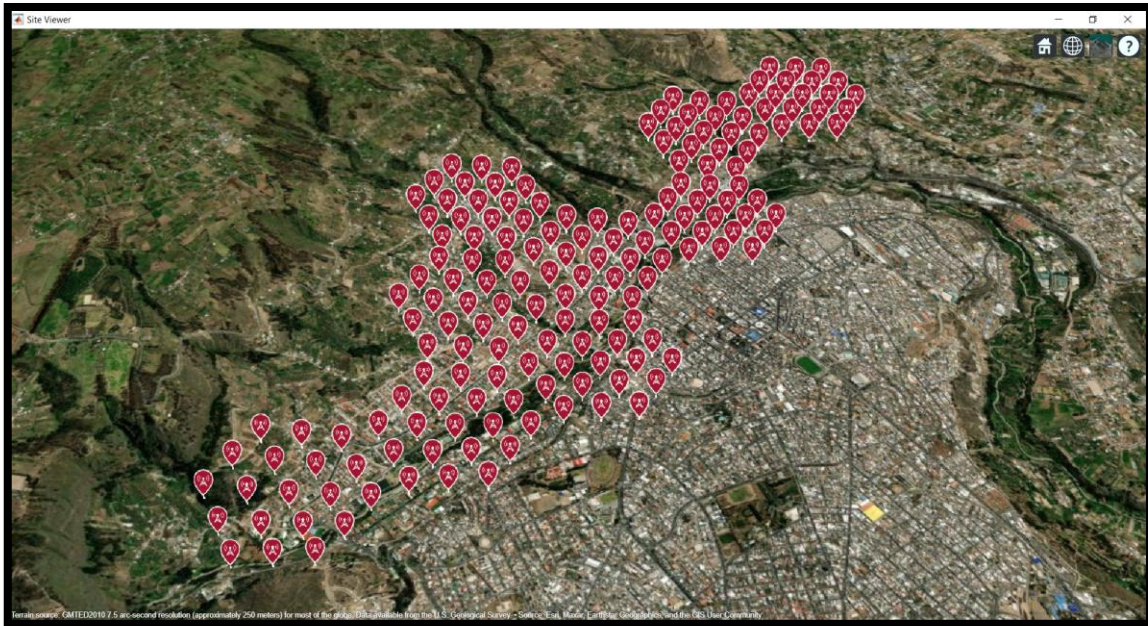 Site Viewer
?
Terrain source: GMTED2010 7.5 arc-second resolution (approximately 250 meters) for most of the globe. Data available from the U.S. Geological Survey. • Source: Esri, Maxar, Earthstar Geographics, and the GIS User Community